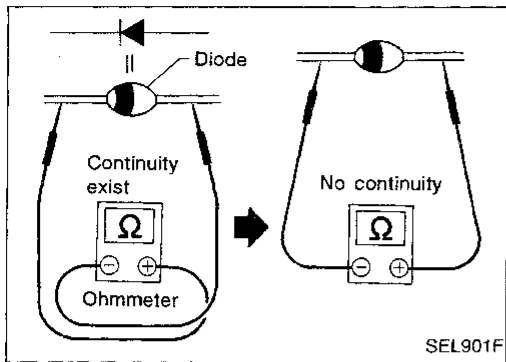 Diode
Continuity
exist
Ω
⊖ ⊕
Ohmmeter
No continuity
Ω
⊖ ⊕
SEL901F